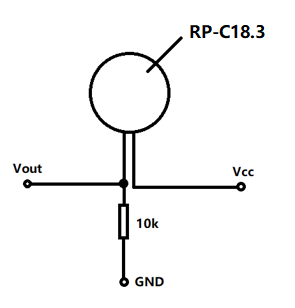 RP-C18.3
Vout
Vcc
10k
GND